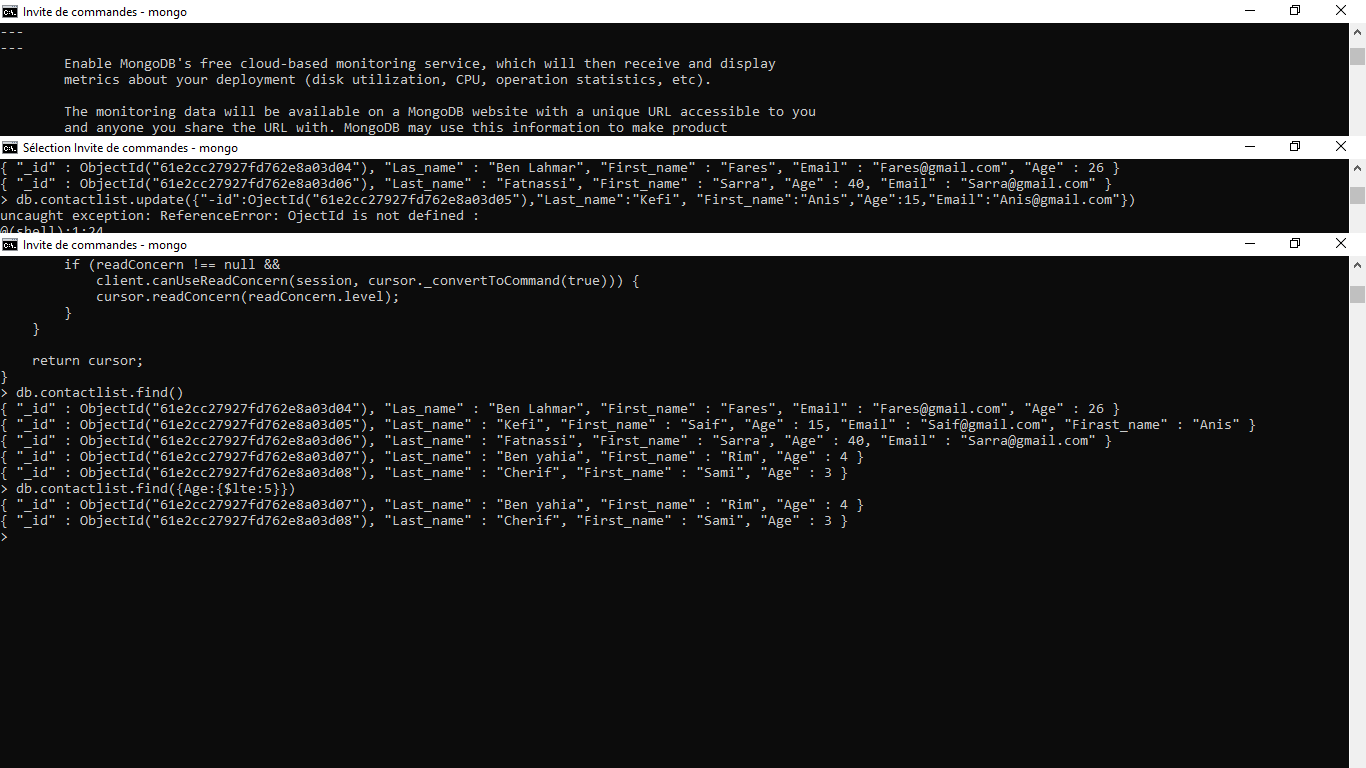 Invite de commandes - mongo
---
---
Enable MongoDB's free cloud-based monitoring service, which will then receive and display
metrics about your deployment (disk utilization, CPU, operation statistics, etc).
The monitoring data will be available on a MongoDB website with a unique URL accessible to you
and anyone you share the URL with. MongoDB may use this information to make product
Sélection Invite de commandes - mongo
{ "_id" : ObjectId("61e2cc27927fd762e8a03d04"), "Las_name" : "Ben Lahmar", "First_name" : "Fares", "Email" : "Fares@gmail.com", "Age" : 26 }
{ "_id" : ObjectId("61e2cc27927fd762e8a03d06"), "Last_name" : "Fatnassi", "First_name" : "Sarra", "Age" : 40, "Email" : "Sarra@gmail.com" }
> db.contactlist.update({"-id":OjectId("61e2cc27927fd762e8a03d05"),"Last_name":"Kefi", "First_name":"Anis","Age":15,"Email":"Anis@gmail.com"})
uncaught exception: ReferenceError: OjectId is not defined :
@(shell):1:24
Invite de commandes - mongo
if (readConcern !== null &&
client.canUseReadConcern(session, cursor._convertToCommand(true))) {
cursor.readConcern(readConcern.level);
}
}
return cursor;
}
> db.contactlist.find()
{ "_id" : ObjectId("61e2cc27927fd762e8a03d04"), "Las_name" : "Ben Lahmar", "First_name" : "Fares", "Email" : "Fares@gmail.com", "Age" : 26 }
{ "_id" : ObjectId("61e2cc27927fd762e8a03d05"), "Last_name" : "Kefi", "First_name" : "Saif", "Age" : 15, "Email" : "Saif@gmail.com", "Firast_name" : "Anis" }
{ "_id" : ObjectId("61e2cc27927fd762e8a03d06"), "Last_name" : "Fatnassi", "First_name" : "Sarra", "Age" : 40, "Email" : "Sarra@gmail.com" }
{ "_id" : ObjectId("61e2cc27927fd762e8a03d07"), "Last_name" : "Ben yahia", "First_name" : "Rim", "Age" : 4 }
{ "_id" : ObjectId("61e2cc27927fd762e8a03d08"), "Last_name" : "Cherif", "First_name" : "Sami", "Age" : 3 }
> db.contactlist.find({Age:{$lte:5}})
{ "_id" : ObjectId("61e2cc27927fd762e8a03d07"), "Last_name" : "Ben yahia", "First_name" : "Rim", "Age" : 4 }
{ "_id" : ObjectId("61e2cc27927fd762e8a03d08"), "Last_name" : "Cherif", "First_name" : "Sami", "Age" : 3 }
>